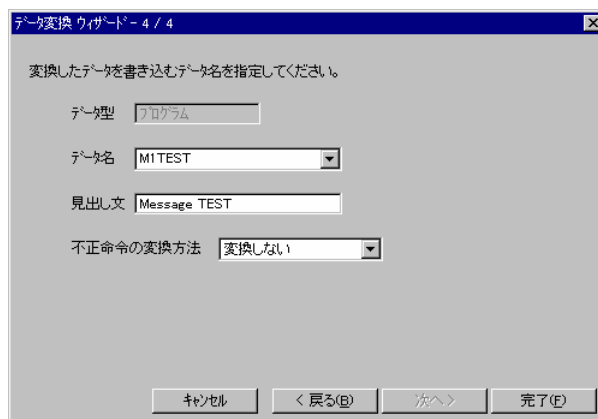 ﾃﾞｰﾀ変換 ｳｨｻﾞｰﾄﾞ - 4 / 4
変換したﾃﾞｰﾀを書き込むﾃﾞｰﾀ名を指定してください。
ﾃﾞｰﾀ型 ﾌﾟﾛｸﾞﾗﾑ
ﾃﾞｰﾀ名 M1TEST
見出し文 Message TEST
不正命令の変換方法 変換しない
ｷｬﾝｾﾙ < 戻る(B) 次へ > 完了(F)